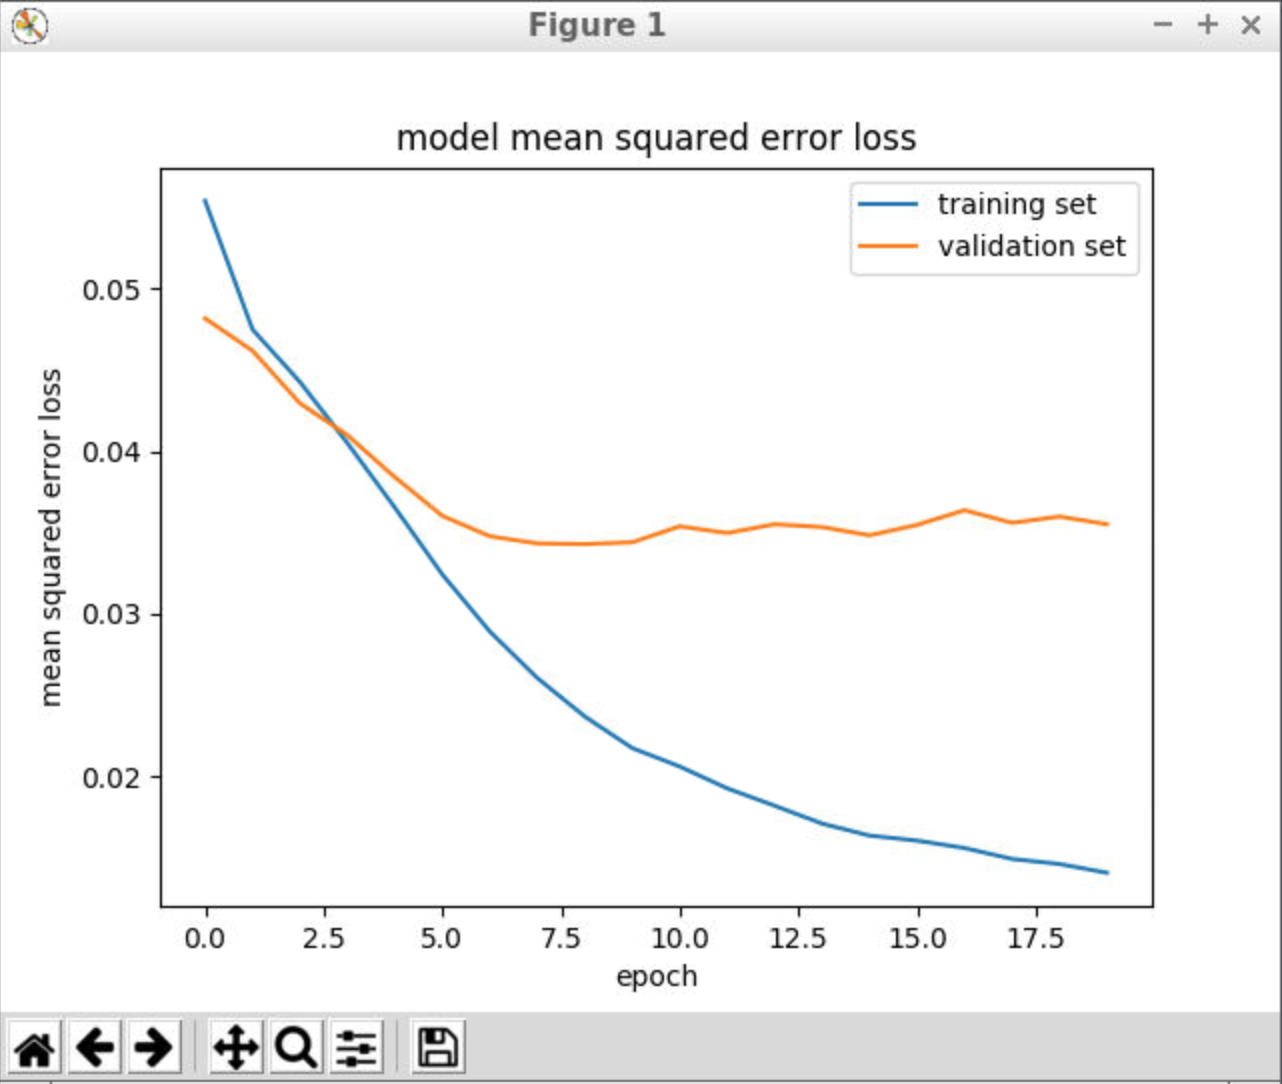 Figure 1
model mean squared error loss
training set
validation set
mean squared error loss
0.05
0.04
0.03
0.02
0.0 2.5 5.0 7.5 10.0 12.5 15.0 17.5
epoch